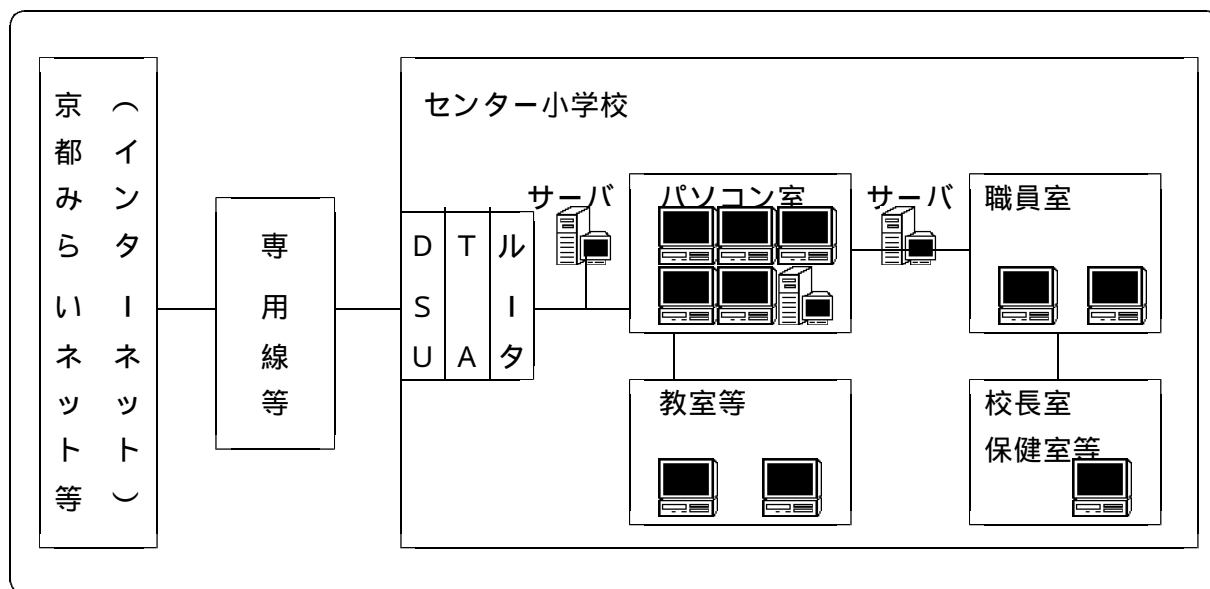 京都みらいネット等
（インターネット）
専用線等
センター小学校
DSU
TA
ルータ
サーバ
パソコン室
サーバ
職員室
教室等
校長室
保健室等